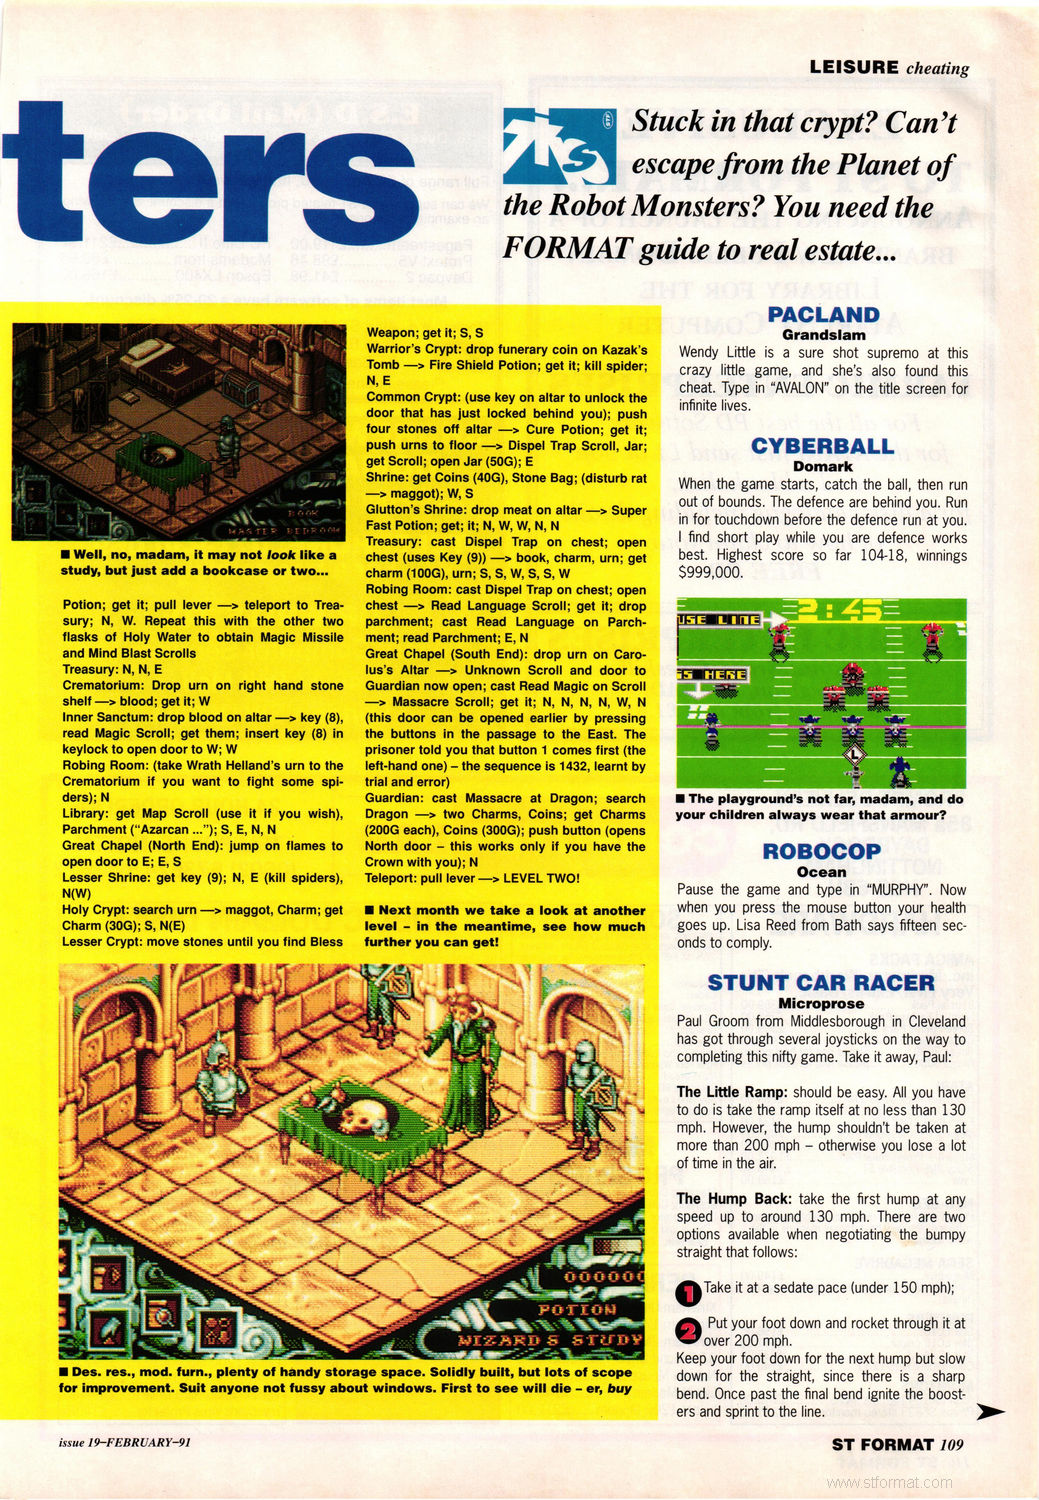 LEISURE cheating
ters
Stuck in that crypt? Can't
escape from the Planet of
the Robot Monsters? You need the
FORMAT guide to real estate...
BOOK
MASTER BEDROOM
■ Well, no, madam, it may not look like a
study, but just add a bookcase or two...
Potion; get it; pull lever —> teleport to Trea-
sury; N, W. Repeat this with the other two
flasks of Holy Water to obtain Magic Missile
and Mind Blast Scrolls
Treasury: N, N, E
Crematorium: Drop urn on right hand stone
shelf —> blood; get it; W
Inner Sanctum: drop blood on altar —> key (8),
read Magic Scroll; get them; insert key (8) in
keylock to open door to W; W
Robing Room: (take Wrath Helland's urn to the
Crematorium if you want to fight some spi-
ders); N
Library: get Map Scroll (use it if you wish),
Parchment ("Azarcan ..."); S, E, N, N
Great Chapel (North End): jump on flames to
open door to E; E, S
Lesser Shrine: get key (9); N, E (kill spiders),
N(W)
Holy Crypt: search urn —> maggot, Charm; get
Charm (30G); S, N(E)
Lesser Crypt: move stones until you find Bless
Weapon; get it; S, S
Warrior's Crypt: drop funerary coin on Kazak's
Tomb —> Fire Shield Potion; get it; kill spider;
N, E
Common Crypt: (use key on altar to unlock the
door that has just locked behind you); push
four stones off altar —> Cure Potion; get it;
push urns to floor —> Dispel Trap Scroll, Jar;
get Scroll; open Jar (50G); E
Shrine: get Coins (40G), Stone Bag; (disturb rat
—> maggot); W, S
Glutton's Shrine: drop meat on altar —> Super
Fast Potion; get; it; N, W, W, N, N
Treasury: cast Dispel Trap on chest; open
chest (uses Key (9)) —> book, charm, urn; get
charm (100G), urn; S, S, W, S, S, W
Robing Room: cast Dispel Trap on chest; open
chest —> Read Language Scroll; get it; drop
parchment; cast Read Language on Parch-
ment; read Parchment; E, N
Great Chapel (South End): drop urn on Caro-
lus's Altar —> Unknown Scroll and door to
Guardian now open; cast Read Magic on Scroll
—> Massacre Scroll; get it; N, N, N, N, W, N
(this door can be opened earlier by pressing
the buttons in the passage to the East. The
prisoner told you that button 1 comes first (the
left-hand one) – the sequence is 1432, learnt by
trial and error)
Guardian: cast Massacre at Dragon; search
Dragon —> two Charms, Coins; get Charms
(200G each), Coins (300G); push button (opens
North door – this works only if you have the
Crown with you); N
Teleport: pull lever —> LEVEL TWO!
■ Next month we take a look at another
level – in the meantime, see how much
further you can get!
000000
POTION
WIZARD'S STUDY
■ Des. res., mod. furn., plenty of handy storage space. Solidly built, but lots of scope
for improvement. Suit anyone not fussy about windows. First to see will die – er, buy
PACLAND
Grandslam
Wendy Little is a sure shot supremo at this
crazy little game, and she's also found this
cheat. Type in "AVALON" on the title screen for
infinite lives.
CYBERBALL
Domark
When the game starts, catch the ball, then run
out of bounds. The defence are behind you. Run
in for touchdown before the defence run at you.
I find short play while you are defence works
best. Highest score so far 104-18, winnings
$999,000.
2:45
USE LINE
SS HERE
L
■ The playground's not far, madam, and do
your children always wear that armour?
ROBOCOP
Ocean
Pause the game and type in "MURPHY". Now
when you press the mouse button your health
goes up. Lisa Reed from Bath says fifteen sec-
onds to comply.
STUNT CAR RACER
Microprose
Paul Groom from Middlesborough in Cleveland
has got through several joysticks on the way to
completing this nifty game. Take it away, Paul:
The Little Ramp: should be easy. All you have
to do is take the ramp itself at no less than 130
mph. However, the hump shouldn't be taken at
more than 200 mph – otherwise you lose a lot
of time in the air.
The Hump Back: take the first hump at any
speed up to around 130 mph. There are two
options available when negotiating the bumpy
straight that follows:
1 Take it at a sedate pace (under 150 mph);
2 Put your foot down and rocket through it at
over 200 mph.
Keep your foot down for the next hump but slow
down for the straight, since there is a sharp
bend. Once past the final bend ignite the boost-
ers and sprint to the line.
issue 19–FEBRUARY–91
ST FORMAT 109
www.stformat.com